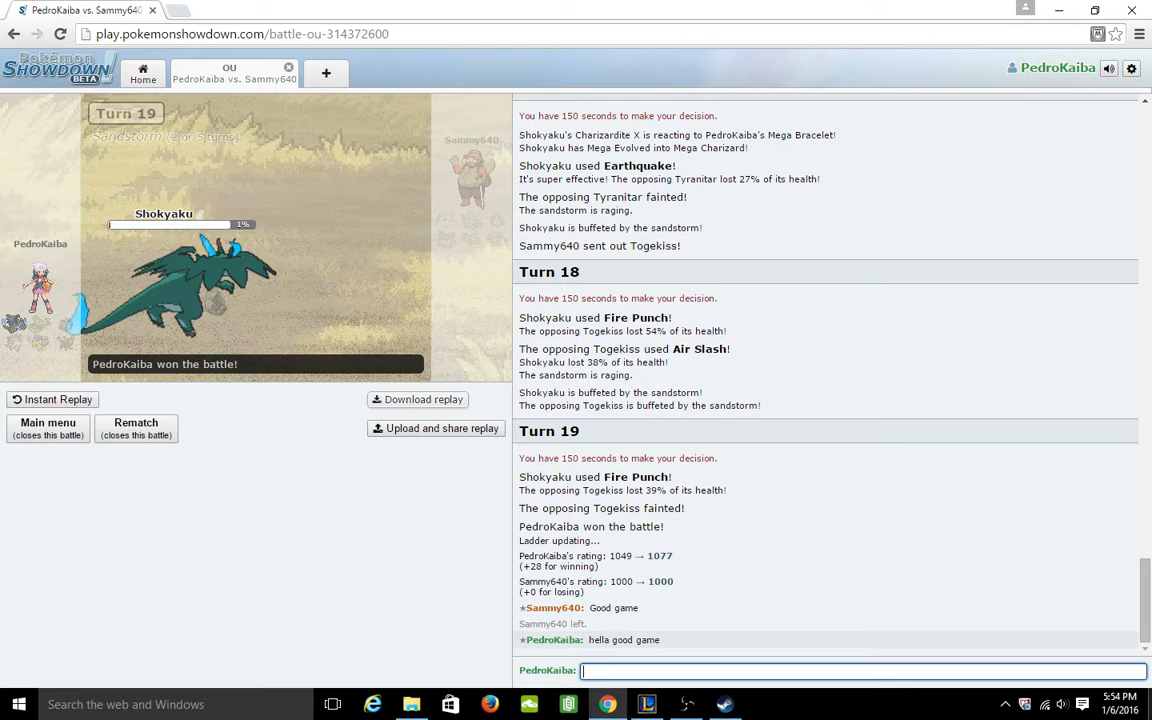 PedroKaiba vs. Sammy640
play.pokemonshowdown.com/battle-ou-314372600
Pokémon
SHOWDOWN
BETA
Home
OU
PedroKaiba vs. Sammy640
+
PedroKaiba
Turn 19
Sandstorm (2 or 5 turns)
Sammy640
Shokyaku
1%
PedroKaiba
PedroKaiba won the battle!
Instant Replay
Download replay
Main menu
(closes this battle)
Rematch
(closes this battle)
Upload and share replay
You have 150 seconds to make your decision.
Shokyaku's Charizardite X is reacting to PedroKaiba's Mega Bracelet!
Shokyaku has Mega Evolved into Mega Charizard!
Shokyaku used Earthquake!
It's super effective! The opposing Tyranitar lost 27% of its health!
The opposing Tyranitar fainted!
The sandstorm is raging.
Shokyaku is buffeted by the sandstorm!
Sammy640 sent out Togekiss!
Turn 18
You have 150 seconds to make your decision.
Shokyaku used Fire Punch!
The opposing Togekiss lost 54% of its health!
The opposing Togekiss used Air Slash!
Shokyaku lost 38% of its health!
The sandstorm is raging.
Shokyaku is buffeted by the sandstorm!
The opposing Togekiss is buffeted by the sandstorm!
Turn 19
You have 150 seconds to make your decision.
Shokyaku used Fire Punch!
The opposing Togekiss lost 39% of its health!
The opposing Togekiss fainted!
PedroKaiba won the battle!
Ladder updating...
PedroKaiba's rating: 1049 → 1077
(+28 for winning)
Sammy640's rating: 1000 → 1000
(+0 for losing)
★Sammy640: Good game
Sammy640 left.
★PedroKaiba: hella good game
PedroKaiba:
Search the web and Windows
5:54 PM
1/6/2016